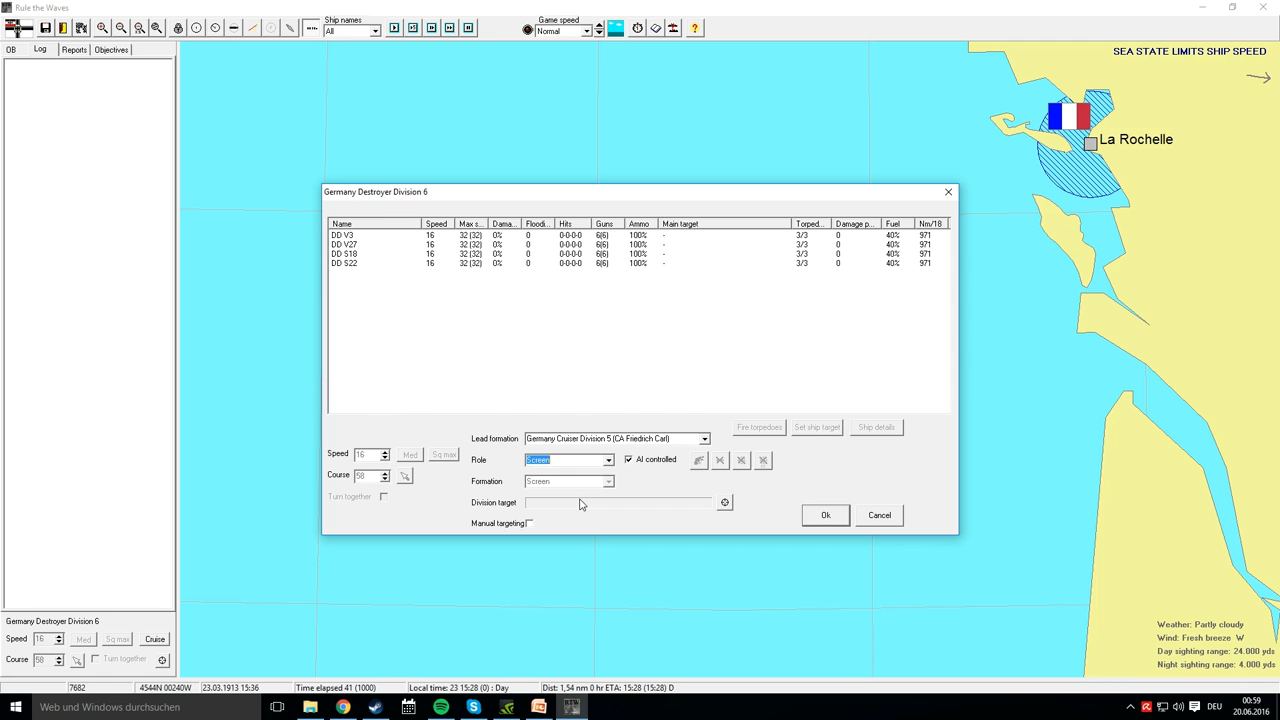 Rule the Waves
Ship names
All
Game speed
Normal
OB Log Reports Objectives
SEA STATE LIMITS SHIP SPEED
La Rochelle
Germany Destroyer Division 6
Name Speed Max s... Dama... Floodi... Hits Guns Ammo Main target Torped... Damage p... Fuel Nm/18
DD V3 16 32 (32) 0% 0 0-0-0-0 6(6) 100% - 3/3 0 40% 971
DD V27 16 32 (32) 0% 0 0-0-0-0 6(6) 100% - 3/3 0 40% 971
DD S18 16 32 (32) 0% 0 0-0-0-0 6(6) 100% - 3/3 0 40% 971
DD S22 16 32 (32) 0% 0 0-0-0-0 6(6) 100% - 3/3 0 40% 971
Fire torpedoes Set ship target Ship details
Lead formation Germany Cruiser Division 5 (CA Friedrich Carl)
Speed 16 Med Sq max
Role Screen AI controlled
Course 58
Formation Screen
Turn together
Division target
Manual targeting
Ok Cancel
Germany Destroyer Division 6
Speed 16 Med Sq max Cruise
Course 58 Turn together
Weather: Partly cloudy
Wind: Fresh breeze W
Day sighting range: 24.000 yds
Night sighting range: 4.000 yds
7682 4544N 00240W 23.03.1913 15:36 Time elapsed 41 (1000) Local time: 23 15:28 (0) : Day Dist: 1,54 nm 0 hr ETA: 15:28 (15:28) D
Web und Windows durchsuchen
DEU
00:59
20.06.2016